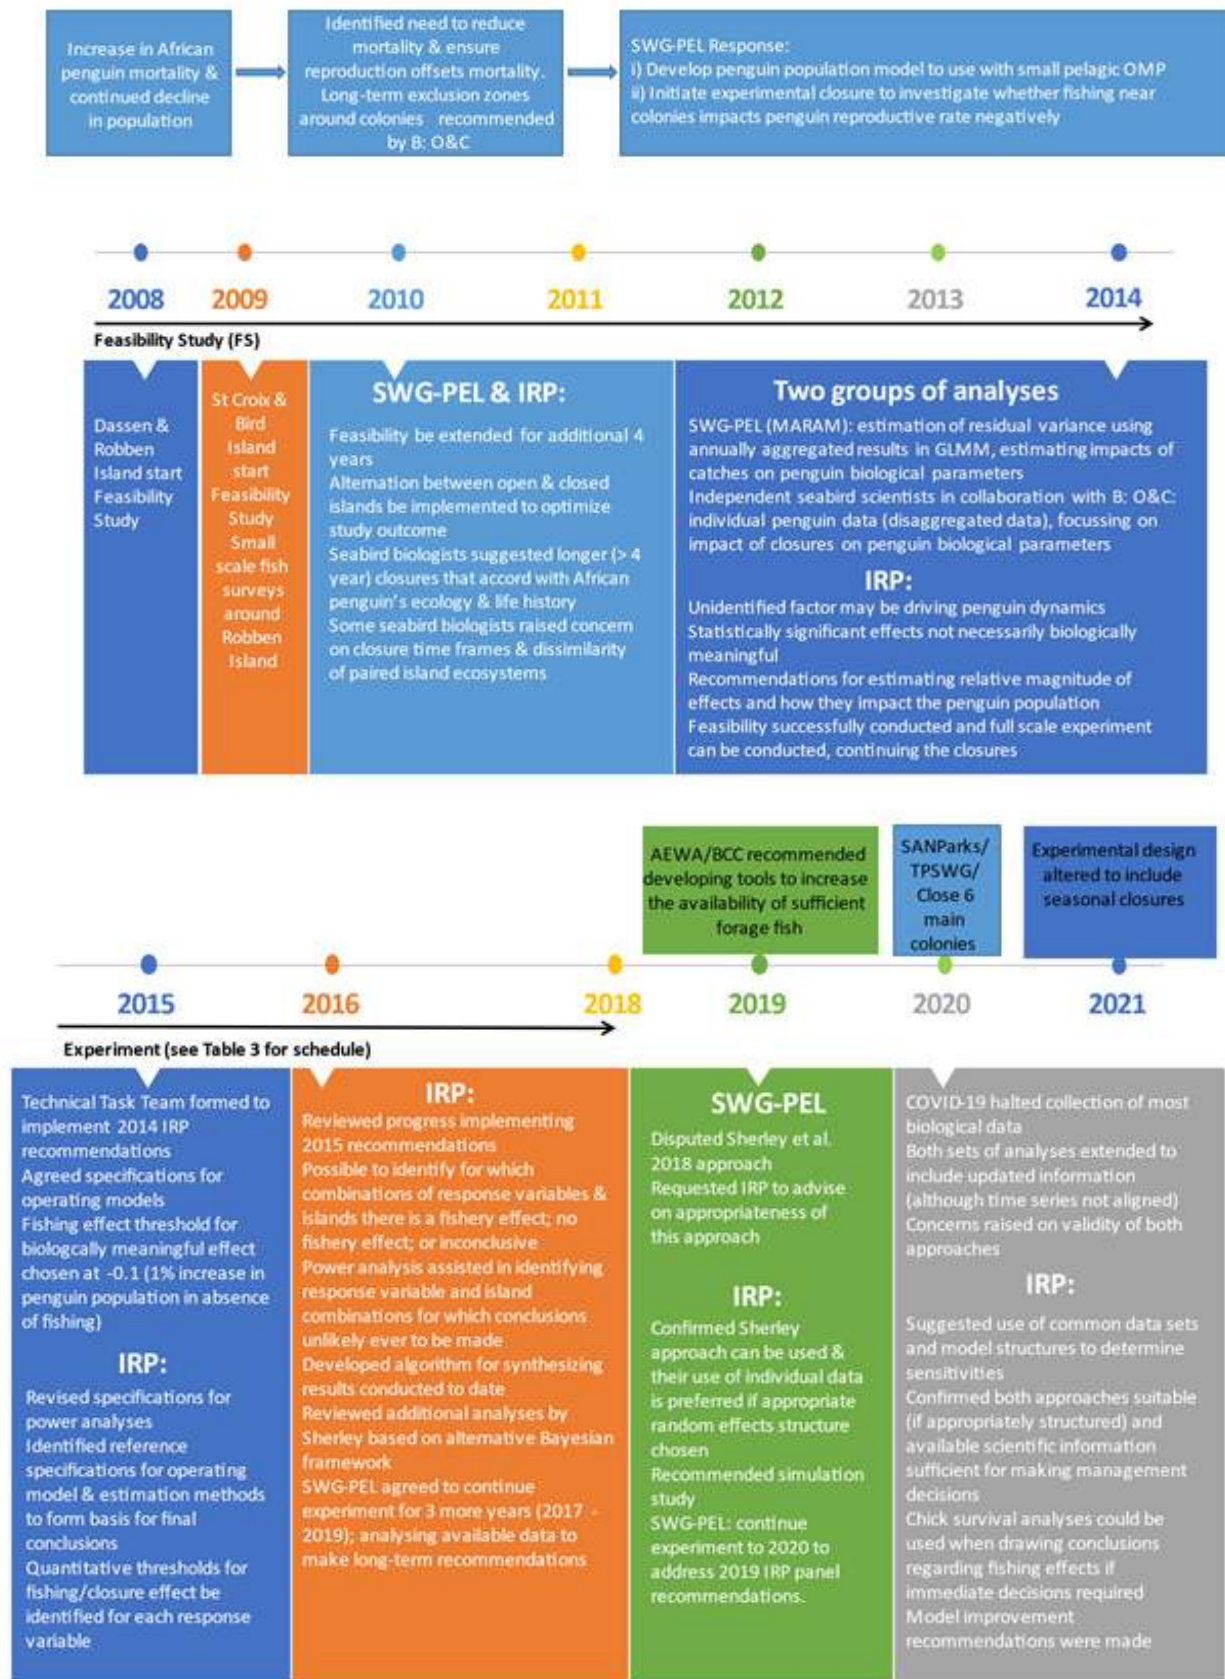 Increase in African
penguin mortality &
continued decline
in population
Identified need to reduce
mortality & ensure
reproduction offsets mortality.
Long-term exclusion zones
around colonies recommended
by B: O&C
SWG-PEL Response:
i) Develop penguin population model to use with small pelagic OMP
ii) Initiate experimental closure to investigate whether fishing near
colonies impacts penguin reproductive rate negatively
2008
2009
2010
2011
2012
2013
2014
Feasibility Study (FS)
Dassen &
Robben
Island start
Feasibility
Study
St Croix &
Bird
Island
start
Feasibility
Study
Small
scale fish
surveys
around
Robben
Island
SWG-PEL & IRP:
Feasibility be extended for additional 4
years
Alternation between open & closed
islands be implemented to optimize
study outcome
Seabird biologists suggested longer (> 4
year) closures that accord with African
penguin's ecology & life history
Some seabird biologists raised concern
on closure time frames & dissimilarity
of paired island ecosystems
Two groups of analyses
SWG-PEL (MARAM): estimation of residual variance using
annually aggregated results in GLMM, estimating impacts of
catches on penguin biological parameters
Independent seabird scientists in collaboration with B: O&C:
individual penguin data (disaggregated data), focussing on
impact of closures on penguin biological parameters
IRP:
Unidentified factor may be driving penguin dynamics
Statistically significant effects not necessarily biologically
meaningful
Recommendations for estimating relative magnitude of
effects and how they impact the penguin population
Feasibility successfully conducted and full scale experiment
can be conducted, continuing the closures
AEWA/BCC recommended
developing tools to increase
the availability of sufficient
forage fish
SANParks/
TPSWG/
Close 6
main
colonies
Experimental design
altered to include
seasonal closures
2015
2016
2018
2019
2020
2021
Experiment (see Table 3 for schedule)
Technical Task Team formed to
implement 2014 IRP
recommendations
Agreed specifications for
operating models
Fishing effect threshold for
biologcally meaningful effect
chosen at -0.1 (1% increase in
penguin population in absence
of fishing)
IRP:
Revised specifications for
power analyses
Identified reference
specifications for operating
model & estimation methods
to form basis for final
conclusions
Quantitative thresholds for
fishing/closure effect be
identified for each response
variable
IRP:
Reviewed progress implementing
2015 recommendations
Possible to identify for which
combinations of response variables &
islands there is a fishery effect; no
fishery effect; or inconclusive
Power analysis assisted in identifying
response variable and island
combinations for which conclusions
unlikely ever to be made
Developed algorithm for synthesizing
results conducted to date
Reviewed additional analyses by
Sherley based on alternative Bayesian
framework
SWG-PEL agreed to continue
experiment for 3 more years (2017 -
2019); analysing available data to
make long-term recommendations
SWG-PEL
Disputed Sherley et al.
2018 approach
Requested IRP to advise
on appropriateness of
this approach
IRP:
Confirmed Sherley
approach can be used &
their use of individual data
is preferred if appropriate
random effects structure
chosen
Recommended simulation
study
SWG-PEL: continue
experiment to 2020 to
address 2019 IRP panel
recommendations.
COVID-19 halted collection of most
biological data
Both sets of analyses extended to
include updated information
(although time series not aligned)
Concerns raised on validity of both
approaches
IRP:
Suggested use of common data sets
and model structures to determine
sensitivities
Confirmed both approaches suitable
(if appropriately structured) and
available scientific information
sufficient for making management
decisions
Chick survival analyses could be
used when drawing conclusions
regarding fishing effects if
immediate decisions required
Model improvement
recommendations were made